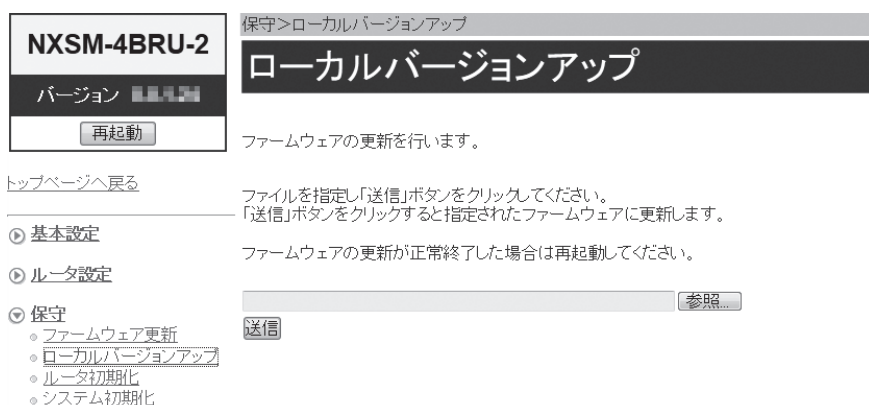 NXSM-4BRU-2
バージョン
再起動
トップページへ戻る
基本設定
ルータ設定
保守
ファームウェア更新
ローカルバージョンアップ
ルータ初期化
システム初期化
保守>ローカルバージョンアップ
ローカルバージョンアップ
ファームウェアの更新を行います。
ファイルを指定し「送信」ボタンをクリックしてください。
「送信」ボタンをクリックすると指定されたファームウェアに更新します。
ファームウェアの更新が正常終了した場合は再起動してください。
参照...
送信